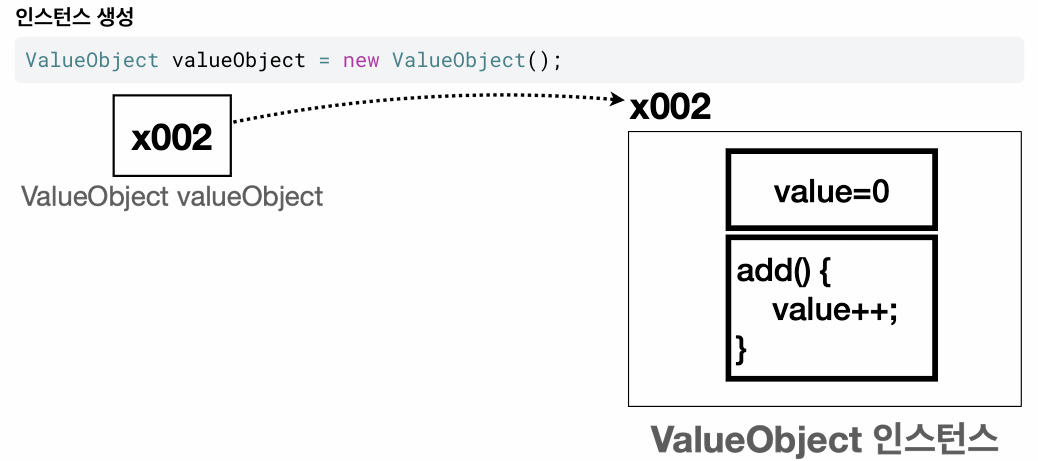 인스턴스 생성
ValueObject valueObject = new ValueObject();
x002
ValueObject valueObject
x002
value=0
add() {
value++;
}
ValueObject 인스턴스